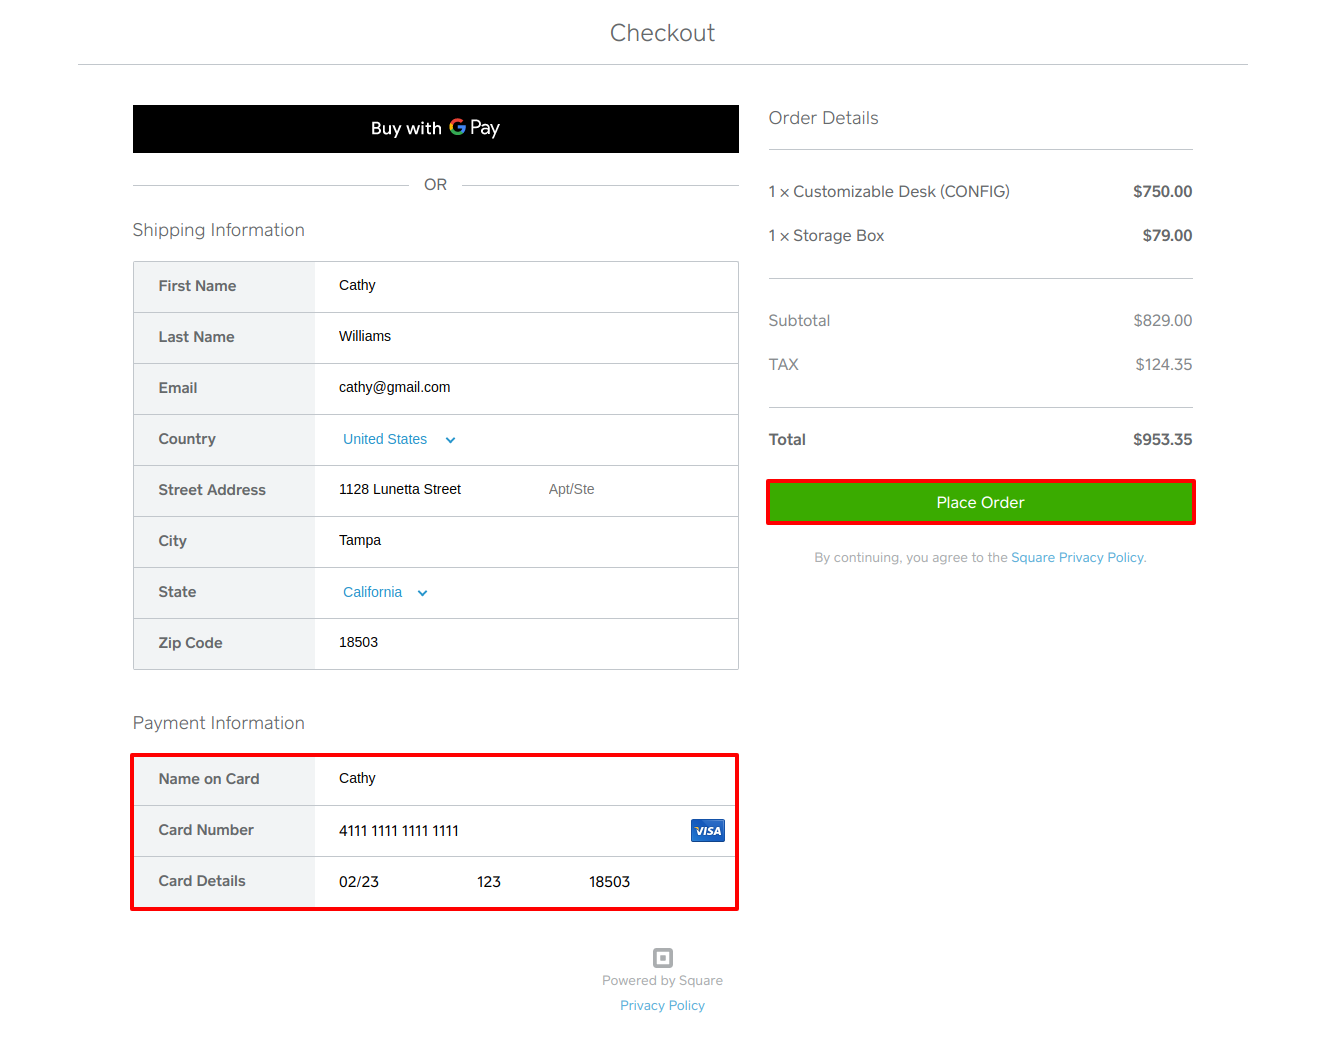 Checkout
Buy with G Pay
OR
Shipping Information
First Name Cathy
Last Name Williams
Email cathy@gmail.com
Country United States
Street Address 1128 Lunetta Street Apt/Ste
City Tampa
State California
Zip Code 18503
Payment Information
Name on Card Cathy
Card Number 4111 1111 1111 1111 VISA
Card Details 02/23 123 18503
Order Details
1 × Customizable Desk (CONFIG) $750.00
1 × Storage Box $79.00
Subtotal $829.00
TAX $124.35
Total $953.35
Place Order
By continuing, you agree to the Square Privacy Policy.
Powered by Square
Privacy Policy